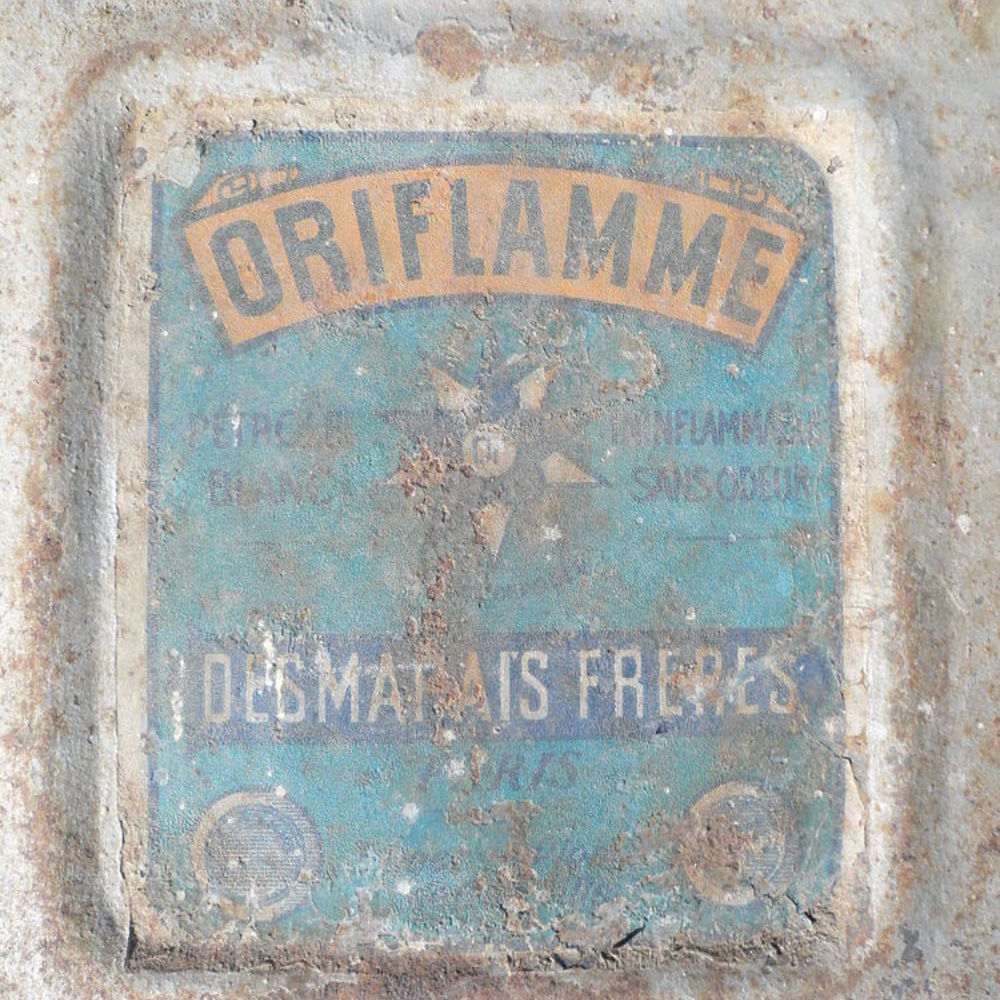 ORIFLAMME
PETROLE
ININFLAMMABLE
BLANC
SANS ODEUR
DESMARAIS FRERES
PARIS